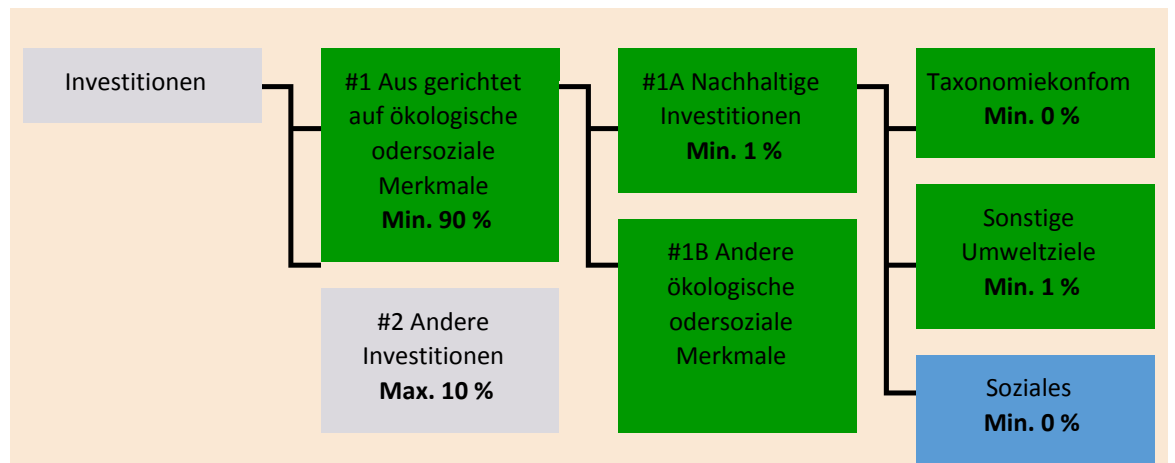 Investitionen
#1 Aus gerichtet
auf ökologische
odersoziale
Merkmale
Min. 90 %
#2 Andere
Investitionen
Max. 10 %
#1A Nachhaltige
Investitionen
Min. 1 %
#1B Andere
ökologische
odersoziale
Merkmale
Taxonomiekonfom
Min. 0 %
Sonstige
Umweltziele
Min. 1 %
Soziales
Min. 0 %